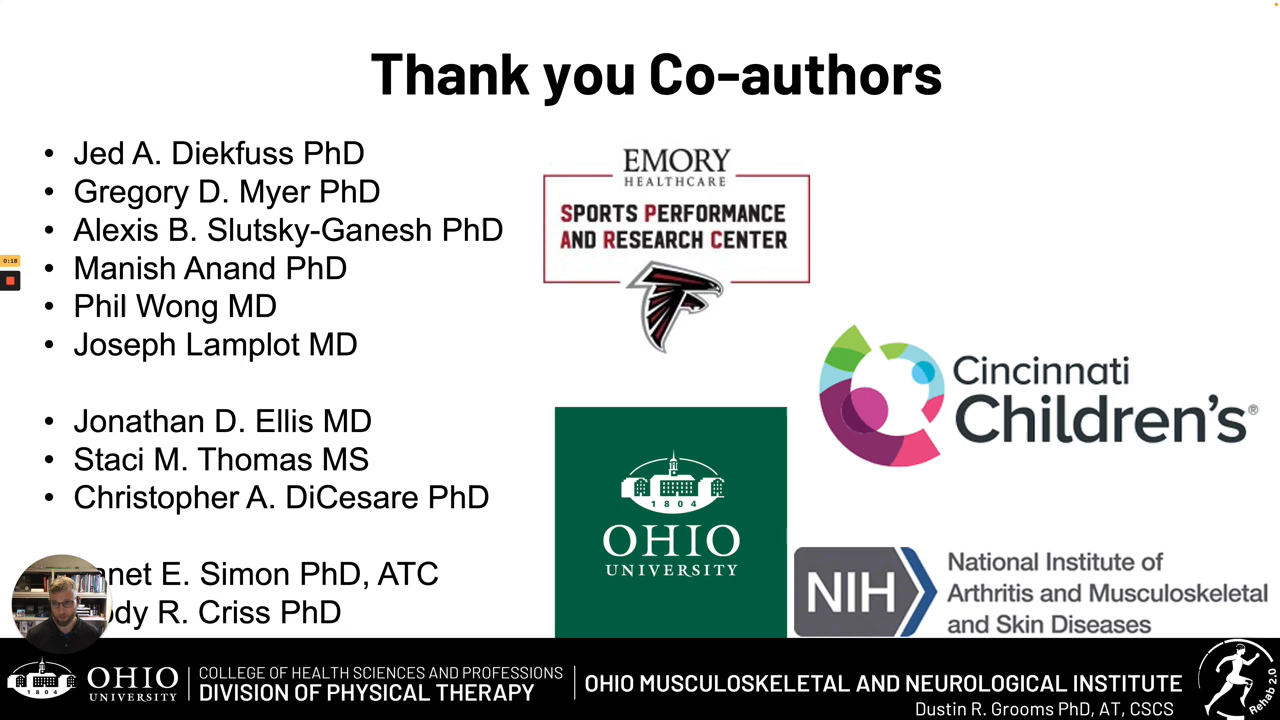 Thank you Co-authors
• Jed A. Diekfuss PhD
• Gregory D. Myer PhD
• Alexis B. Slutsky-Ganesh PhD
• Manish Anand PhD
• Phil Wong MD
• Joseph Lamplot MD
• Jonathan D. Ellis MD
• Staci M. Thomas MS
• Christopher A. DiCesare PhD
E. Simon PhD, ATC
R. Criss PhD
EMORY
HEALTHCARE
SPORTS PERFORMANCE
AND RESEARCH CENTER
Cincinnati
Children's®
1804
OHIO
UNIVERSITY
NIH
National Institute of
Arthritis and Musculoskeletal
and Skin Diseases
0:18
1804
OHIO
UNIVERSITY
COLLEGE OF HEALTH SCIENCES AND PROFESSIONS
DIVISION OF PHYSICAL THERAPY
OHIO MUSCULOSKELETAL AND NEUROLOGICAL INSTITUTE
Dustin R. Grooms PhD, AT, CSCS
Rehab 2.0